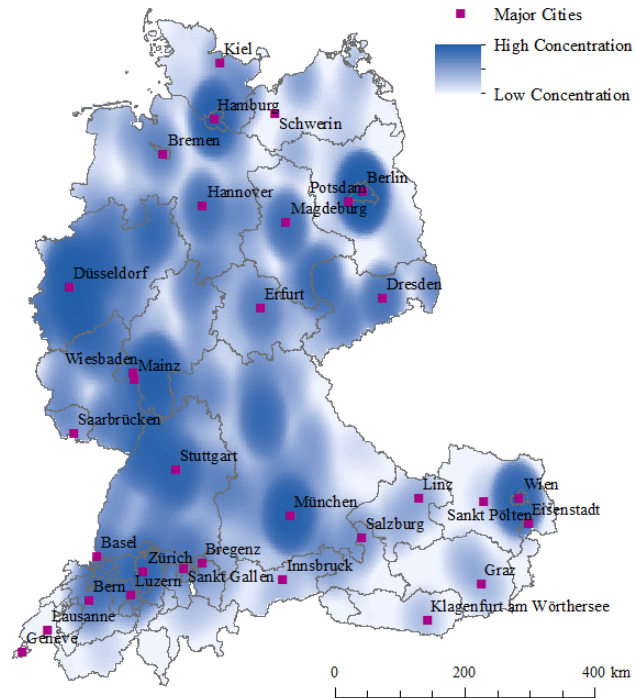 Major Cities
High Concentration
Low Concentration
Kiel
Hamburg
Schwerin
Bremen
Berlin
Potsdam
Hannover
Magdeburg
Düsseldorf
Dresden
Erfurt
Wiesbaden
Mainz
Saarbrücken
Stuttgart
Linz
Wien
München
Sankt Pölten
Eisenstadt
Salzburg
Basel
Zürich
Bregenz
Innsbruck
Graz
Bern
Luzern
Sankt Gallen
Lausanne
Klagenfurt am Wörthersee
Genève
0 200 400 km